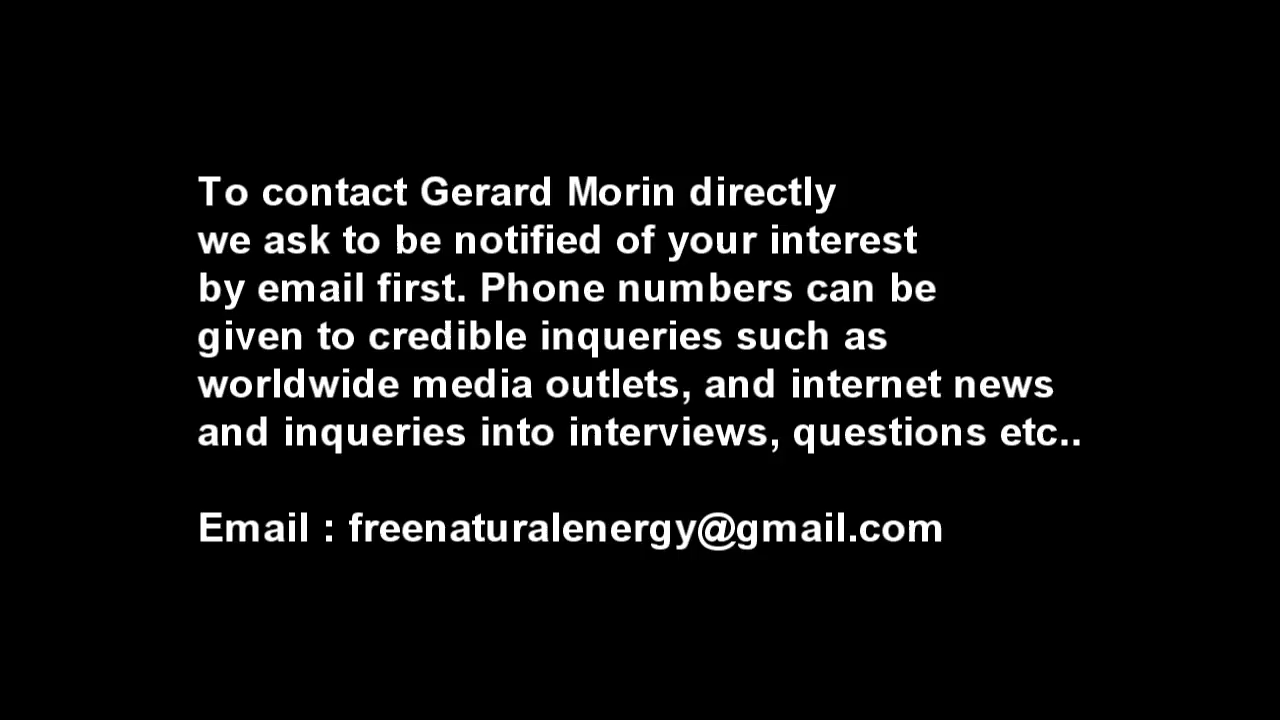 To contact Gerard Morin directly
we ask to be notified of your interest
by email first. Phone numbers can be
given to credible inqueries such as
worldwide media outlets, and internet news
and inqueries into interviews, questions etc..
Email : freenaturalenergy@gmail.com